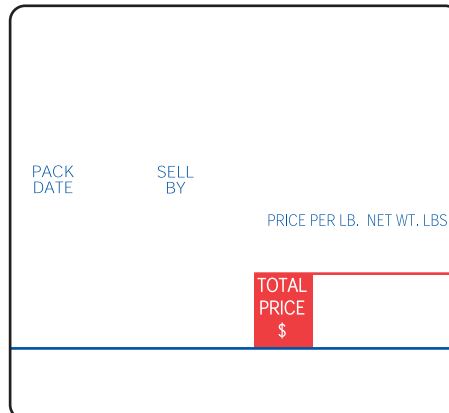 PACK
DATE
SELL
BY
PRICE PER LB. NET WT. LBS
TOTAL
PRICE
$